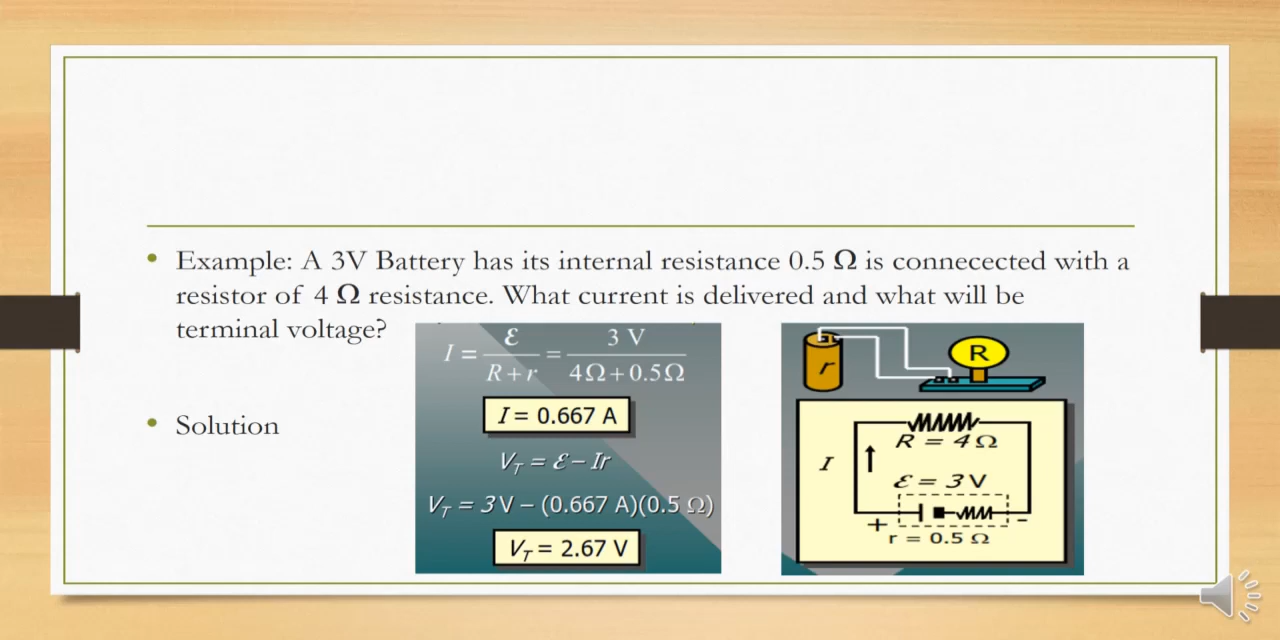 • Example: A 3V Battery has its internal resistance 0.5 Ω is connecected with a
resistor of 4 Ω resistance. What current is delivered and what will be
terminal voltage?
• Solution
I = ℰ / (R + r) = 3 V / (4Ω + 0.5Ω)
I = 0.667 A
V_T = ℰ – Ir
V_T = 3 V – (0.667 A)(0.5 Ω)
V_T = 2.67 V
r
R
R = 4 Ω
I
ℰ = 3 V
+ -
r = 0.5 Ω